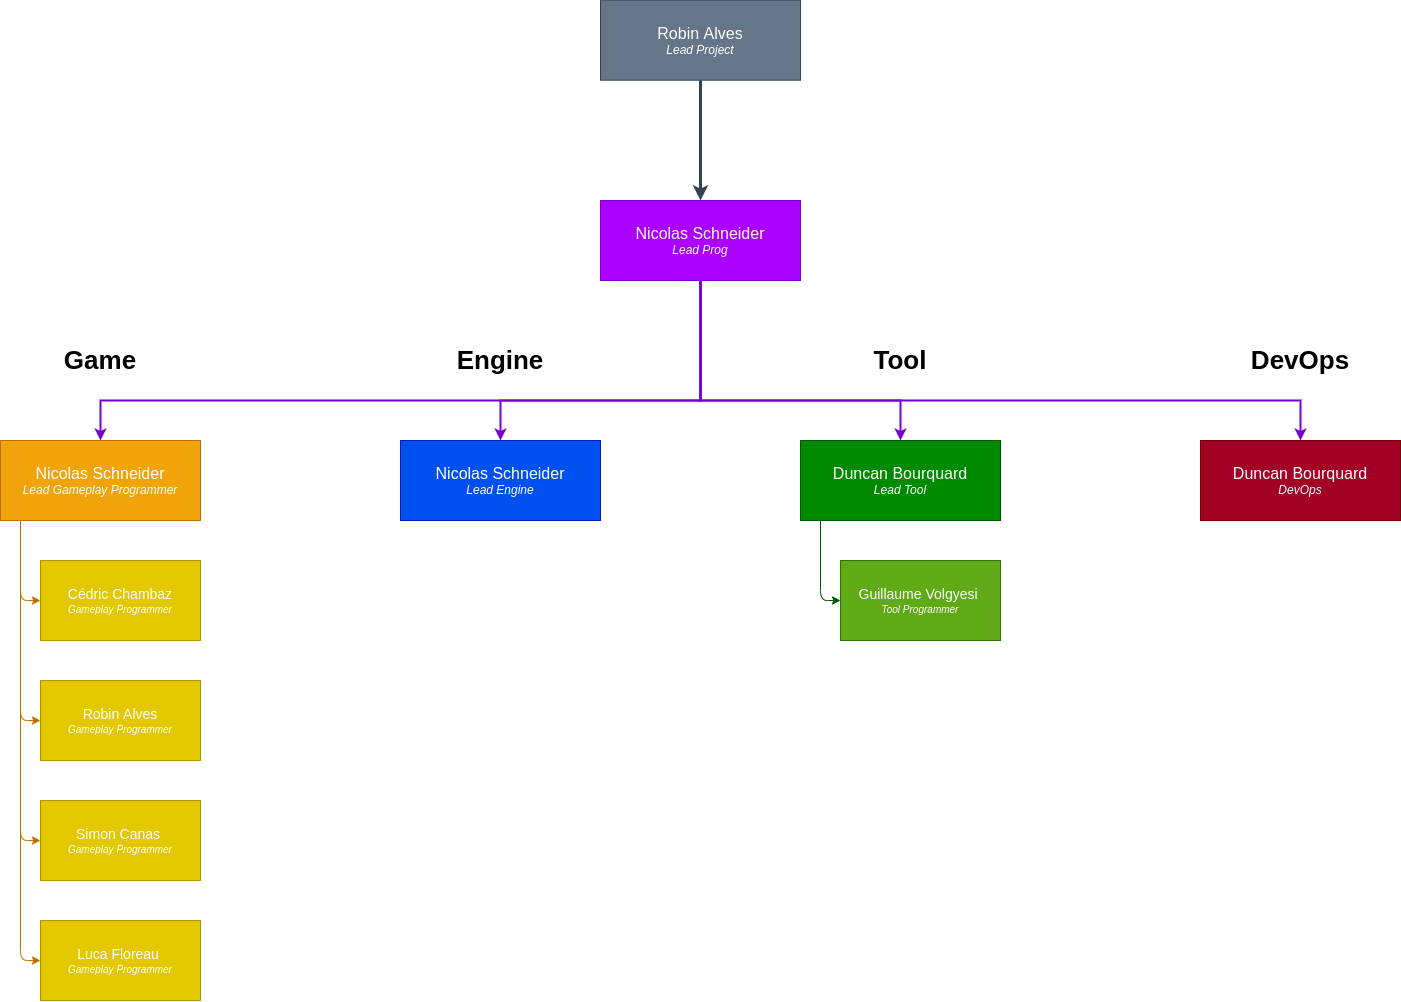 Robin Alves
Lead Project
Nicolas Schneider
Lead Prog
Game
Engine
Tool
DevOps
Nicolas Schneider
Lead Gameplay Programmer
Nicolas Schneider
Lead Engine
Duncan Bourquard
Lead Tool
Duncan Bourquard
DevOps
Cédric Chambaz
Gameplay Programmer
Guillaume Volgyesi
Tool Programmer
Robin Alves
Gameplay Programmer
Simon Canas
Gameplay Programmer
Luca Floreau
Gameplay Programmer